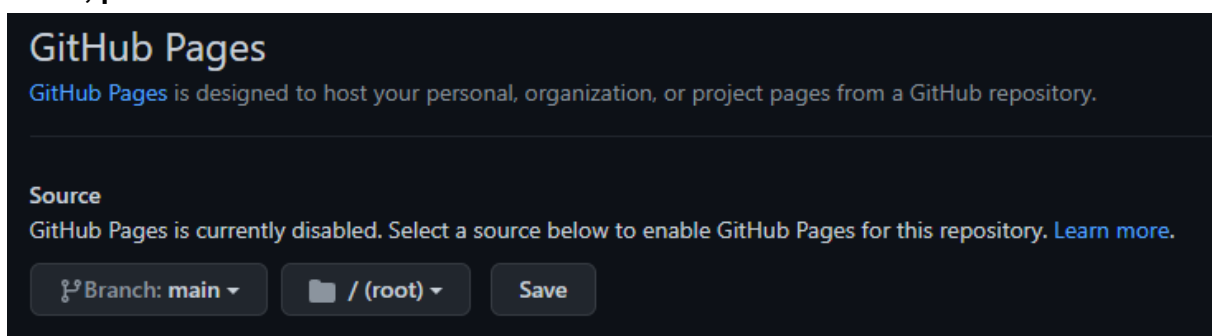 GitHub Pages
GitHub Pages is designed to host your personal, organization, or project pages from a GitHub repository.
Source
GitHub Pages is currently disabled. Select a source below to enable GitHub Pages for this repository. Learn more.
Branch: main / (root) Save